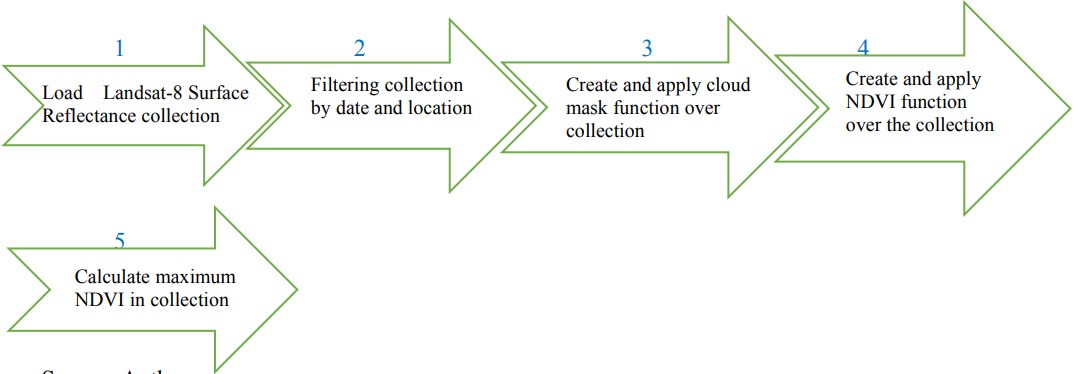 1
Load Landsat-8 Surface
Reflectance collection
2
Filtering collection
by date and location
3
Create and apply cloud
mask function over
collection
4
Create and apply
NDVI function
over the collection
5
Calculate maximum
NDVI in collection